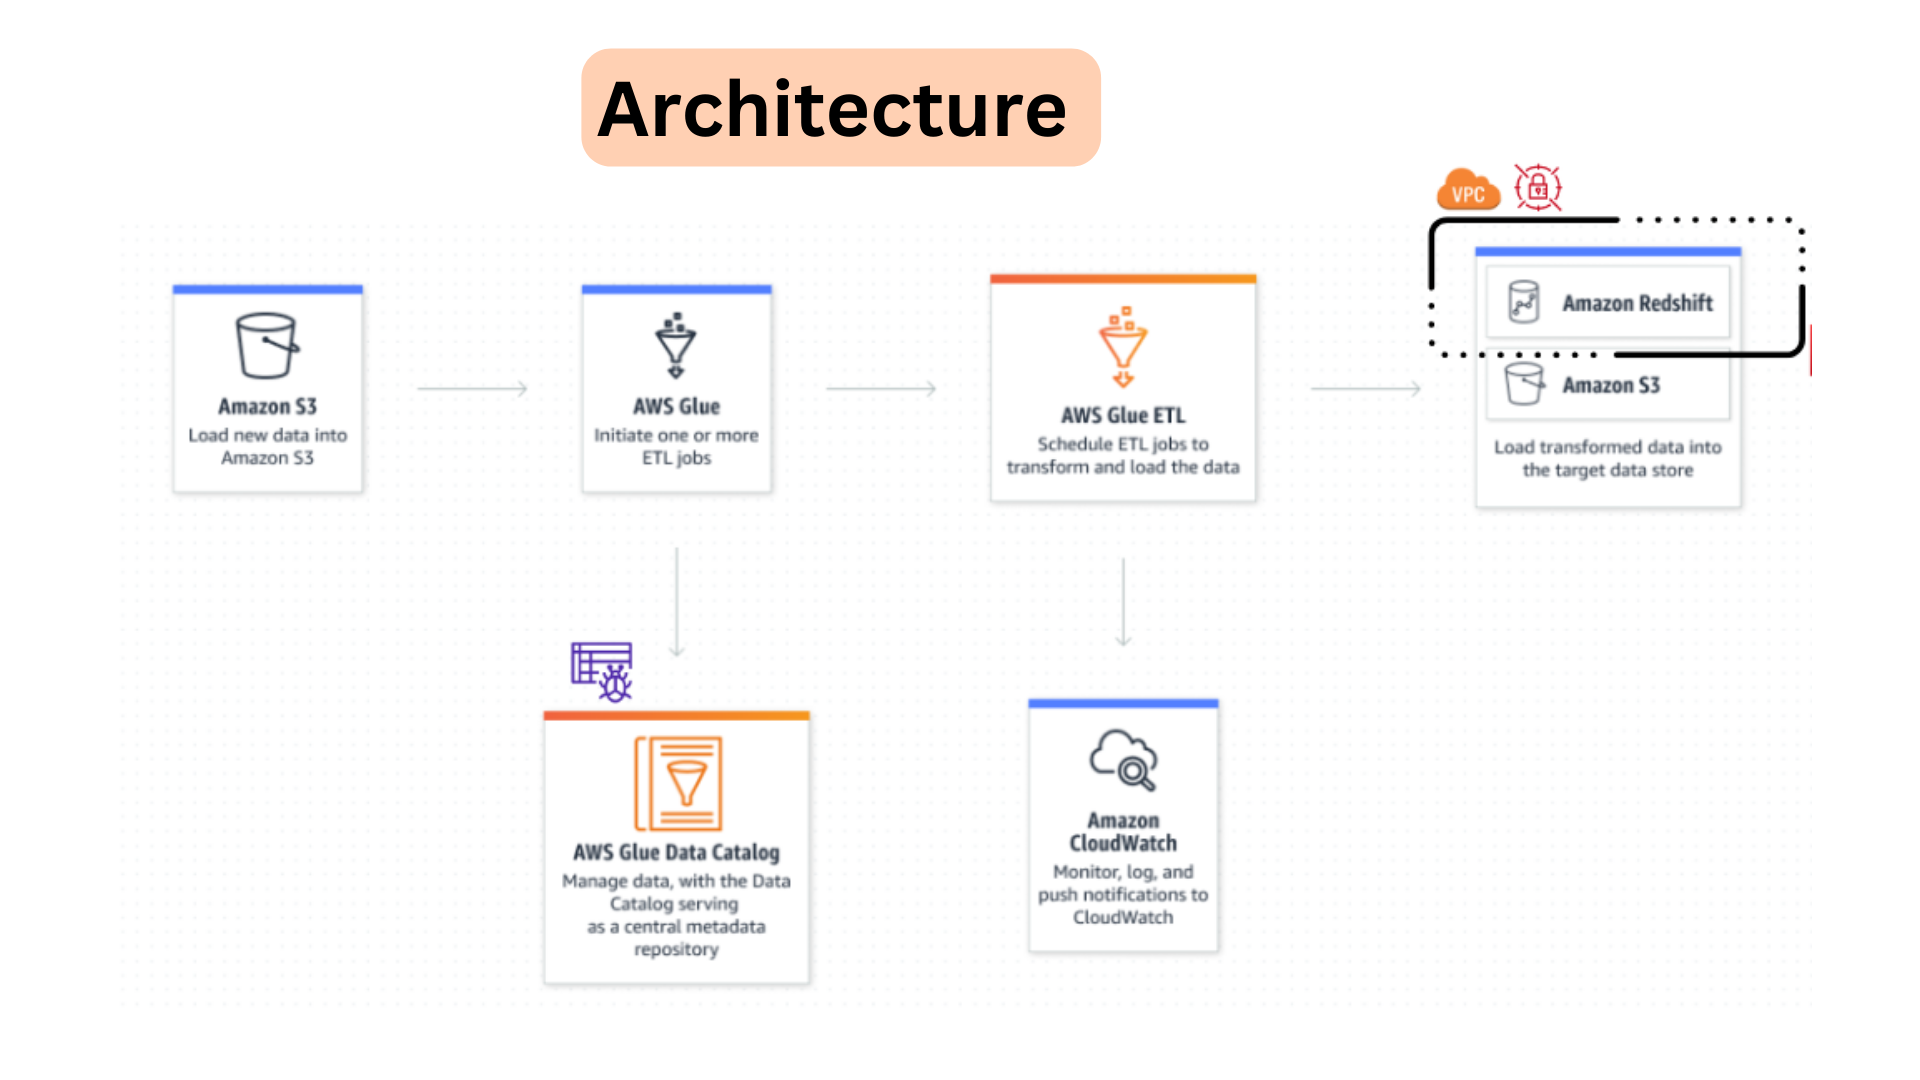 Architecture
VPC
Amazon S3
Load new data into
Amazon S3
AWS Glue
Initiate one or more
ETL jobs
AWS Glue ETL
Schedule ETL jobs to
transform and load the data
Amazon Redshift
Amazon S3
Load transformed data into
the target data store
AWS Glue Data Catalog
Manage data, with the Data
Catalog serving
as a central metadata
repository
Amazon
CloudWatch
Monitor, log, and
push notifications to
CloudWatch